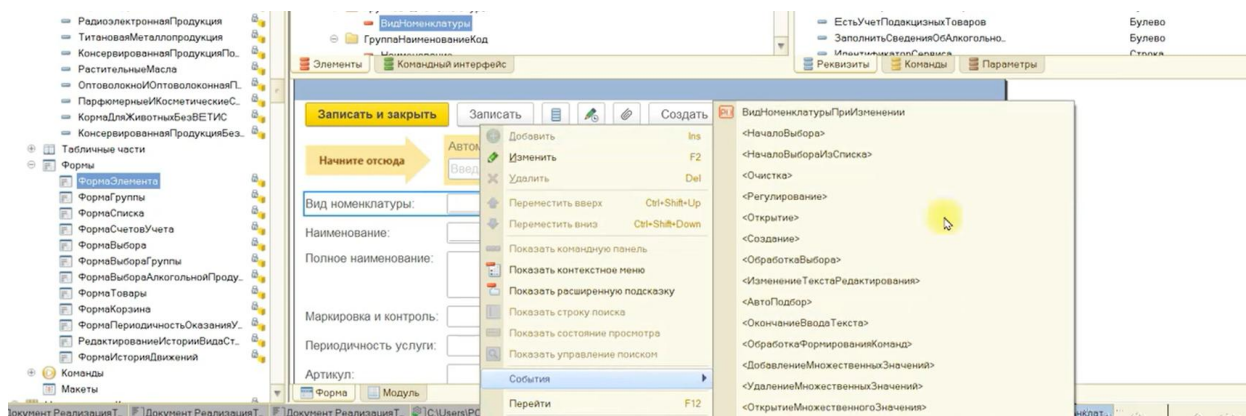 РадиоэлектроннаяПродукция
ТитановаяМеталлопродукция
КонсервированнаяПродукцияПо..
РастительныеМасла
ОптоволокноИОптоволоконнаяП..
ПарфюмерныеИКосметическиеС..
КормаДляЖивотныхБезВЕТИС
КонсервированнаяПродукцияБез..
Табличные части
Формы
ФормаЭлемента
ФормаГруппы
ФормаСписка
ФормаСчетовУчета
ФормаВыбора
ФормаВыбораГруппы
ФормаВыбораАлкогольнойПроду..
ФормаТовары
ФормаКорзина
ФормаПериодичностьОказанияУ..
РедактированиеИсторииВидаСт..
ФормаИсторияДвижений
Команды
Макеты
ВидНоменклатуры
ГруппаНаименованиеКод
Наименование
Элементы Командный интерфейс
ЕстьУчетПодакцизныхТоваров Булево
ЗаполнитьСведенияОбАлкогольно.. Булево
ИдентификаторСервиса Строка
Реквизиты Команды Параметры
Записать и закрыть Записать Создать
Начните отсюда
Автом
Введ
Вид номенклатуры:
Наименование:
Полное наименование:
Маркировка и контроль:
Периодичность услуги:
Артикул:
Форма Модуль
Добавить Ins
Изменить F2
Удалить Del
Переместить вверх Ctrl+Shift+Up
Переместить вниз Ctrl+Shift+Down
Показать командную панель
Показать контекстное меню
Показать расширенную подсказку
Показать строку поиска
Показать состояние просмотра
Показать управление поиском
События
Перейти F12
ВидНоменклатурыПриИзменении
<НачалоВыбора>
<НачалоВыбораИзСписка>
<Очистка>
<Регулирование>
<Открытие>
<Создание>
<ОбработкаВыбора>
<ИзменениеТекстаРедактирования>
<АвтоПодбор>
<ОкончаниеВводаТекста>
<ОбработкаФормированияКоманд>
<ДобавлениеМножественныхЗначений>
<УдалениеМножественныхЗначений>
<ОткрытиеМножественногоЗначения>
Документ РеализацияТ.. Документ РеализацияТ.. Документ РеализацияТ.. C:\Users\PC